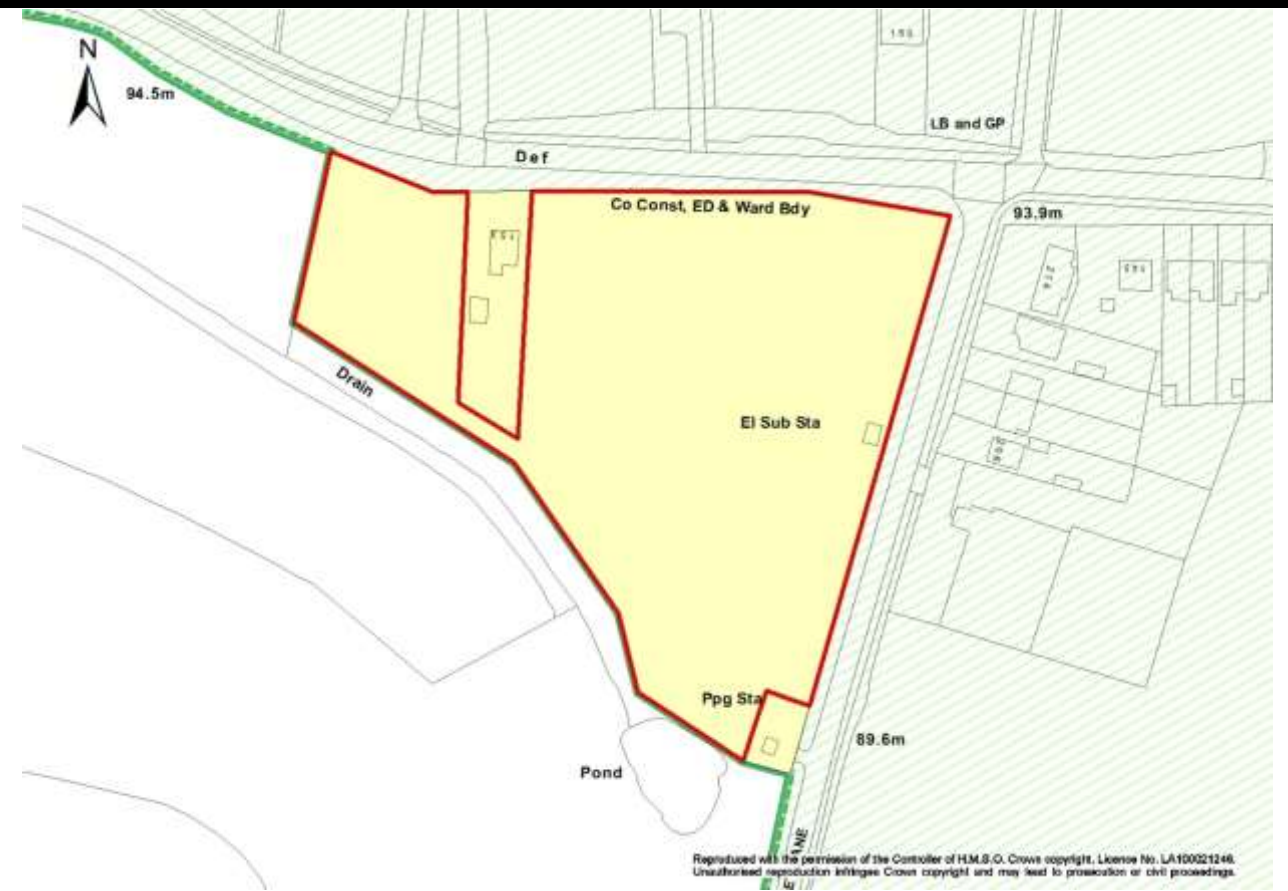 N
94.5m
LB and GP
Def
Co Const, ED & Ward Bdy
93.9m
Drain
El Sub Sta
Ppg Sta
89.6m
Pond
Reproduced with the permission of the Controller of H.M.S.O. Crown copyright, Licence No. LA100021246.
Unauthorised reproduction infringes Crown copyright and may lead to prosecution or civil proceedings.